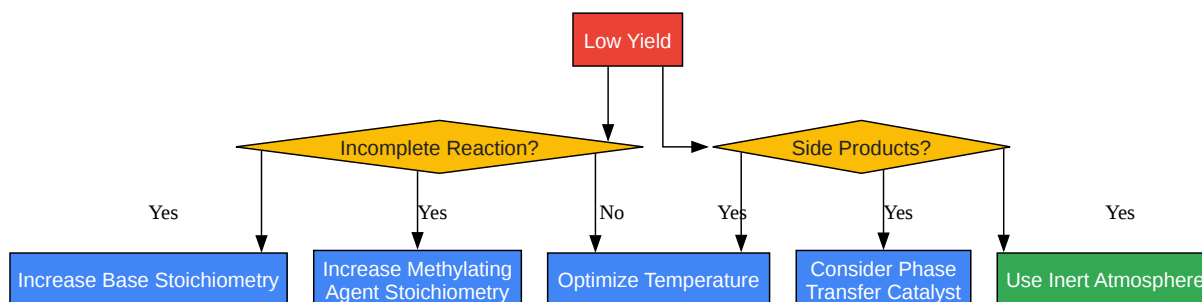 Low Yield
Incomplete Reaction?
Side Products?
Yes
Yes
No
Yes
Yes
Yes
Increase Base Stoichiometry
Increase Methylating
Agent Stoichiometry
Optimize Temperature
Consider Phase
Transfer Catalyst
Use Inert Atmosphere